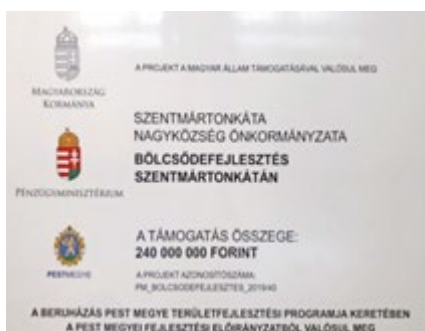 MAGYARORSZÁG
KORMÁNYA
A PROJEKT A MAGYAR ÁLLAM TÁMOGATÁSÁVAL VALÓSUL MEG
SZENTMÁRTONKÁTA
NAGYKÖZSÉG ÖNKORMÁNYZATA
BÖLCSŐDEFEJLESZTÉS
SZENTMÁRTONKÁTÁN
PÉNZÜGYMINISZTÉRIUM
A TÁMOGATÁS ÖSSZEGE:
240 000 000 FORINT
PESTMEGYE
A PROJEKT AZONOSÍTÓSZÁMA:
PM_BOLCSODEFEJLESZTES_2019/40
A BERUHÁZÁS PEST MEGYE TERÜLETFEJLESZTÉSI PROGRAMJA KERETÉBEN
A PEST MEGYEI FEJLESZTÉSI ELŐIRÁNYZATBÓL VALÓSUL MEG